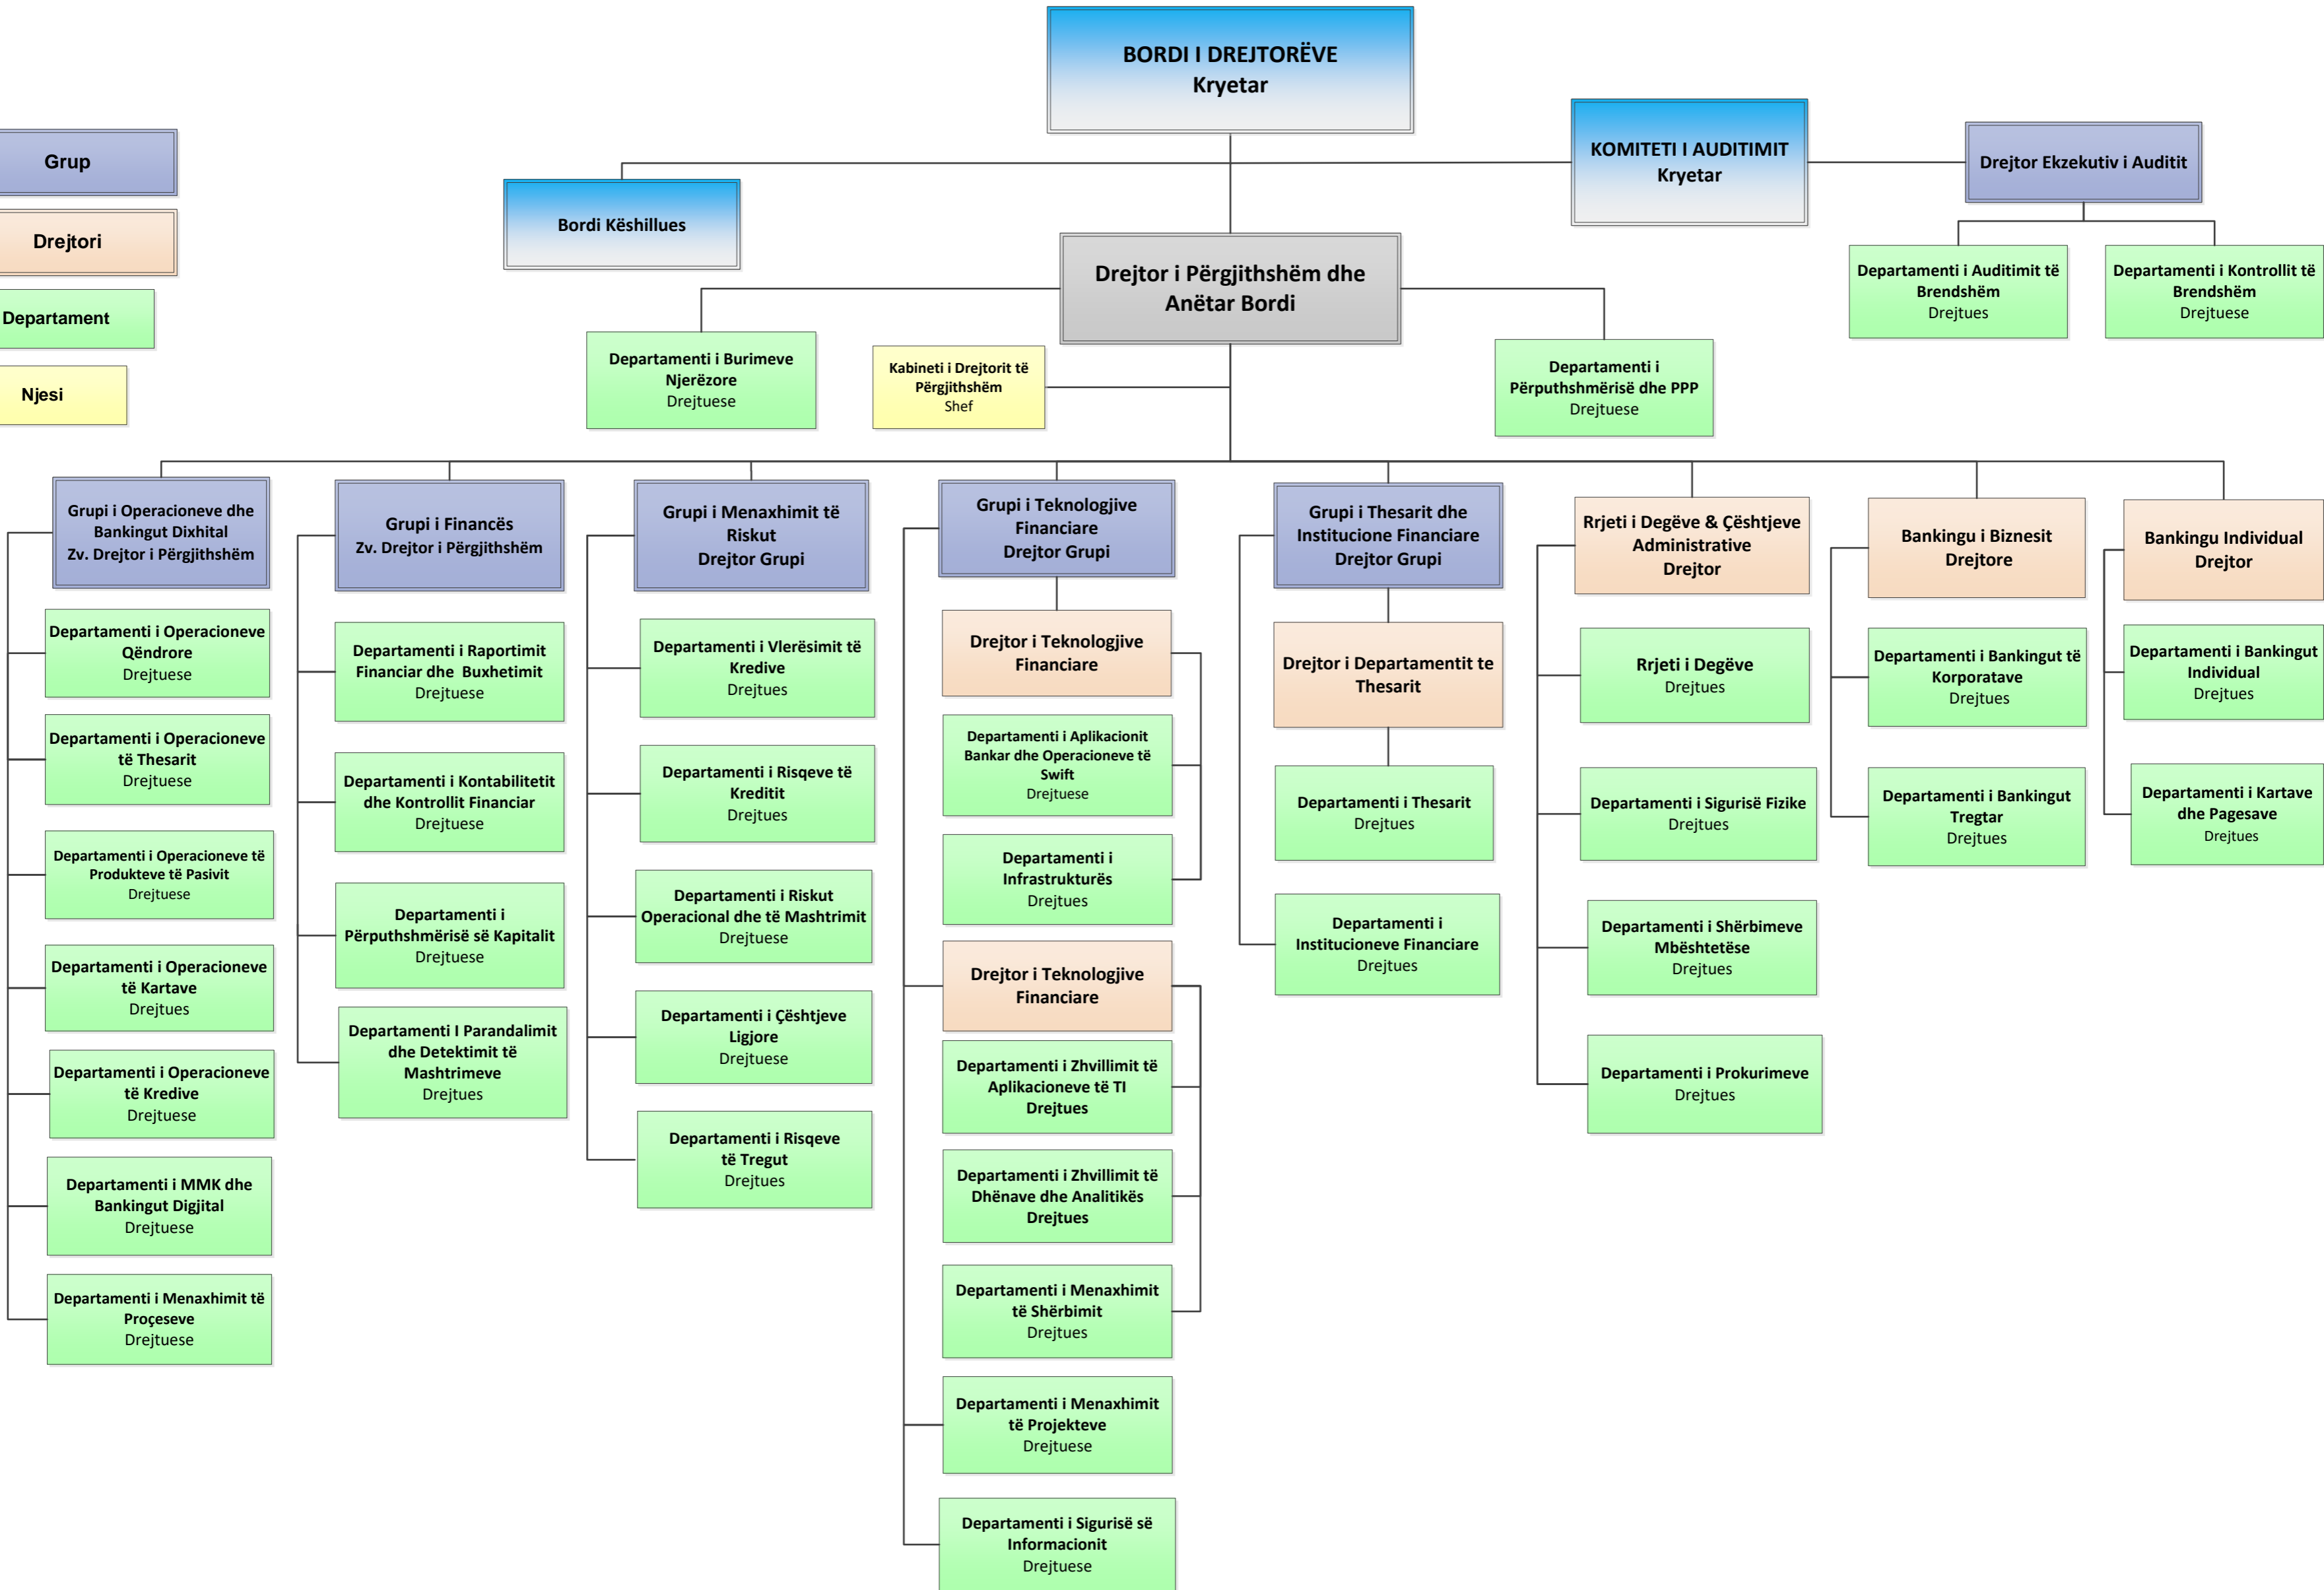 BORDI I DREJTORËVE
Kryetar
KOMITETI I AUDITIMIT
Kryetar
Drejtor Ekzekutiv i Auditit
Grup
Drejtori
Departament
Njesi
Bordi Këshillues
Drejtor i Përgjithshëm dhe
Anëtar Bordi
Departamenti i Auditimit të
Brendshëm
Drejtues
Departamenti i Kontrollit të
Brendshëm
Drejtuese
Departamenti i Burimeve
Njerëzore
Drejtuese
Kabineti i Drejtorit të
Përgjithshëm
Shef
Departamenti i
Përputhshmërisë dhe PPP
Drejtuese
Grupi i Operacioneve dhe
Bankingut Dixhital
Zv. Drejtor i Përgjithshëm
Departamenti i Operacioneve
Qëndrore
Drejtuese
Departamenti i Operacioneve
të Thesarit
Drejtuese
Departamenti i Operacioneve të
Produkteve të Pasivit
Drejtuese
Departamenti i Operacioneve
të Kartave
Drejtues
Departamenti i Operacioneve
të Kredive
Drejtuese
Departamenti i MMK dhe
Bankingut Digjital
Drejtuese
Departamenti i Menaxhimit të
Proçeseve
Drejtuese
Grupi i Financës
Zv. Drejtor i Përgjithshëm
Departamenti i Raportimit
Financiar dhe Buxhetimit
Drejtuese
Departamenti i Kontabilitetit
dhe Kontrollit Financiar
Drejtuese
Departamenti i
Përputhshmërisë së Kapitalit
Drejtuese
Departamenti I Parandalimit
dhe Detektimit të
Mashtrimeve
Drejtues
Grupi i Menaxhimit të
Riskut
Drejtor Grupi
Departamenti i Vlerësimit të
Kredive
Drejtues
Departamenti i Risqeve të
Kreditit
Drejtues
Departamenti i Riskut
Operacional dhe të Mashtrimit
Drejtuese
Departamenti i Çështjeve
Ligjore
Drejtuese
Departamenti i Risqeve
të Tregut
Drejtues
Grupi i Teknologjive
Financiare
Drejtor Grupi
Drejtor i Teknologjive
Financiare
Departamenti i Aplikacionit
Bankar dhe Operacioneve të
Swift
Drejtuese
Departamenti i
Infrastrukturës
Drejtues
Drejtor i Teknologjive
Financiare
Departamenti i Zhvillimit të
Aplikacioneve të TI
Drejtues
Departamenti i Zhvillimit të
Dhënave dhe Analitikës
Drejtues
Departamenti i Menaxhimit
të Shërbimit
Drejtues
Departamenti i Menaxhimit
të Projekteve
Drejtuese
Departamenti i Sigurisë së
Informacionit
Drejtuese
Grupi i Thesarit dhe
Institucione Financiare
Drejtor Grupi
Drejtor i Departamentit te
Thesarit
Departamenti i Thesarit
Drejtues
Departamenti i
Institucioneve Financiare
Drejtues
Rrjeti i Degëve & Çështjeve
Administrative
Drejtor
Rrjeti i Degëve
Drejtues
Departamenti i Sigurisë Fizike
Drejtues
Departamenti i Shërbimeve
Mbështetëse
Drejtues
Departamenti i Prokurimeve
Drejtues
Bankingu i Biznesit
Drejtore
Departamenti i Bankingut të
Korporatave
Drejtues
Departamenti i Bankingut
Tregtar
Drejtues
Bankingu Individual
Drejtor
Departamenti i Bankingut
Individual
Drejtues
Departamenti i Kartave
dhe Pagesave
Drejtues